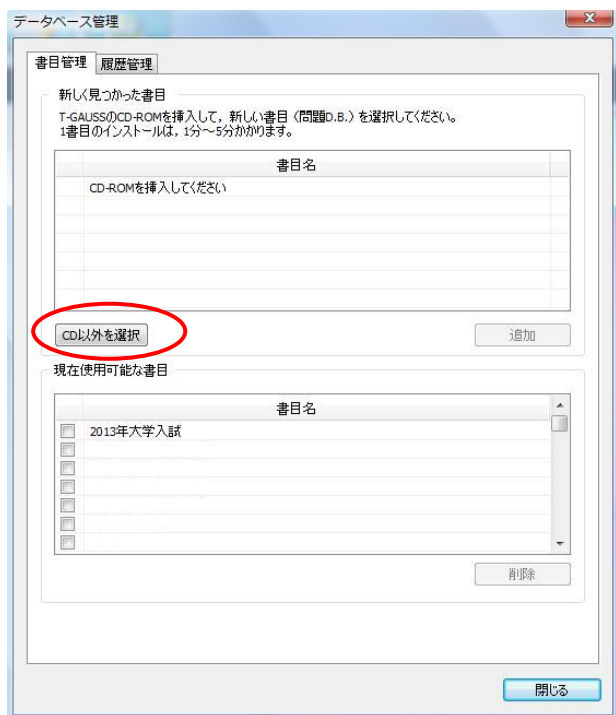 データベース管理
書目管理 履歴管理
新しく見つかった書目
T-GAUSSのCD-ROMを挿入して，新しい書目（問題D.B.）を選択してください。
1書目のインストールは，1分～5分かかります。
書目名
CD-ROMを挿入してください
CD以外を選択 追加
現在使用可能な書目
書目名
2013年大学入試
削除
閉じる